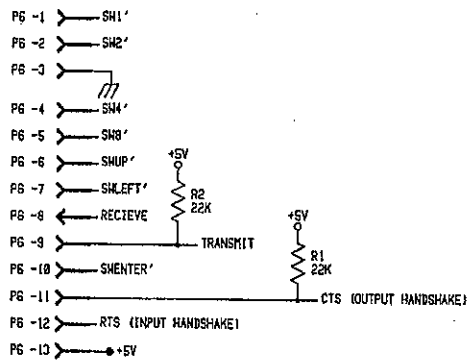 P6 -1 SW1'
P6 -2 SW2'
P6 -3
P6 -4 SW4'
P6 -5 SW8'
P6 -6 SWUP'
+5V
P6 -7 SWLEFT'
R2
22K
P6 -8 RECIEVE
+5V
P6 -9 TRANSMIT
R1
22K
P6 -10 SWENTER'
P6 -11 CTS (OUTPUT HANDSHAKE)
P6 -12 RTS (INPUT HANDSHAKE)
P6 -13 +5V